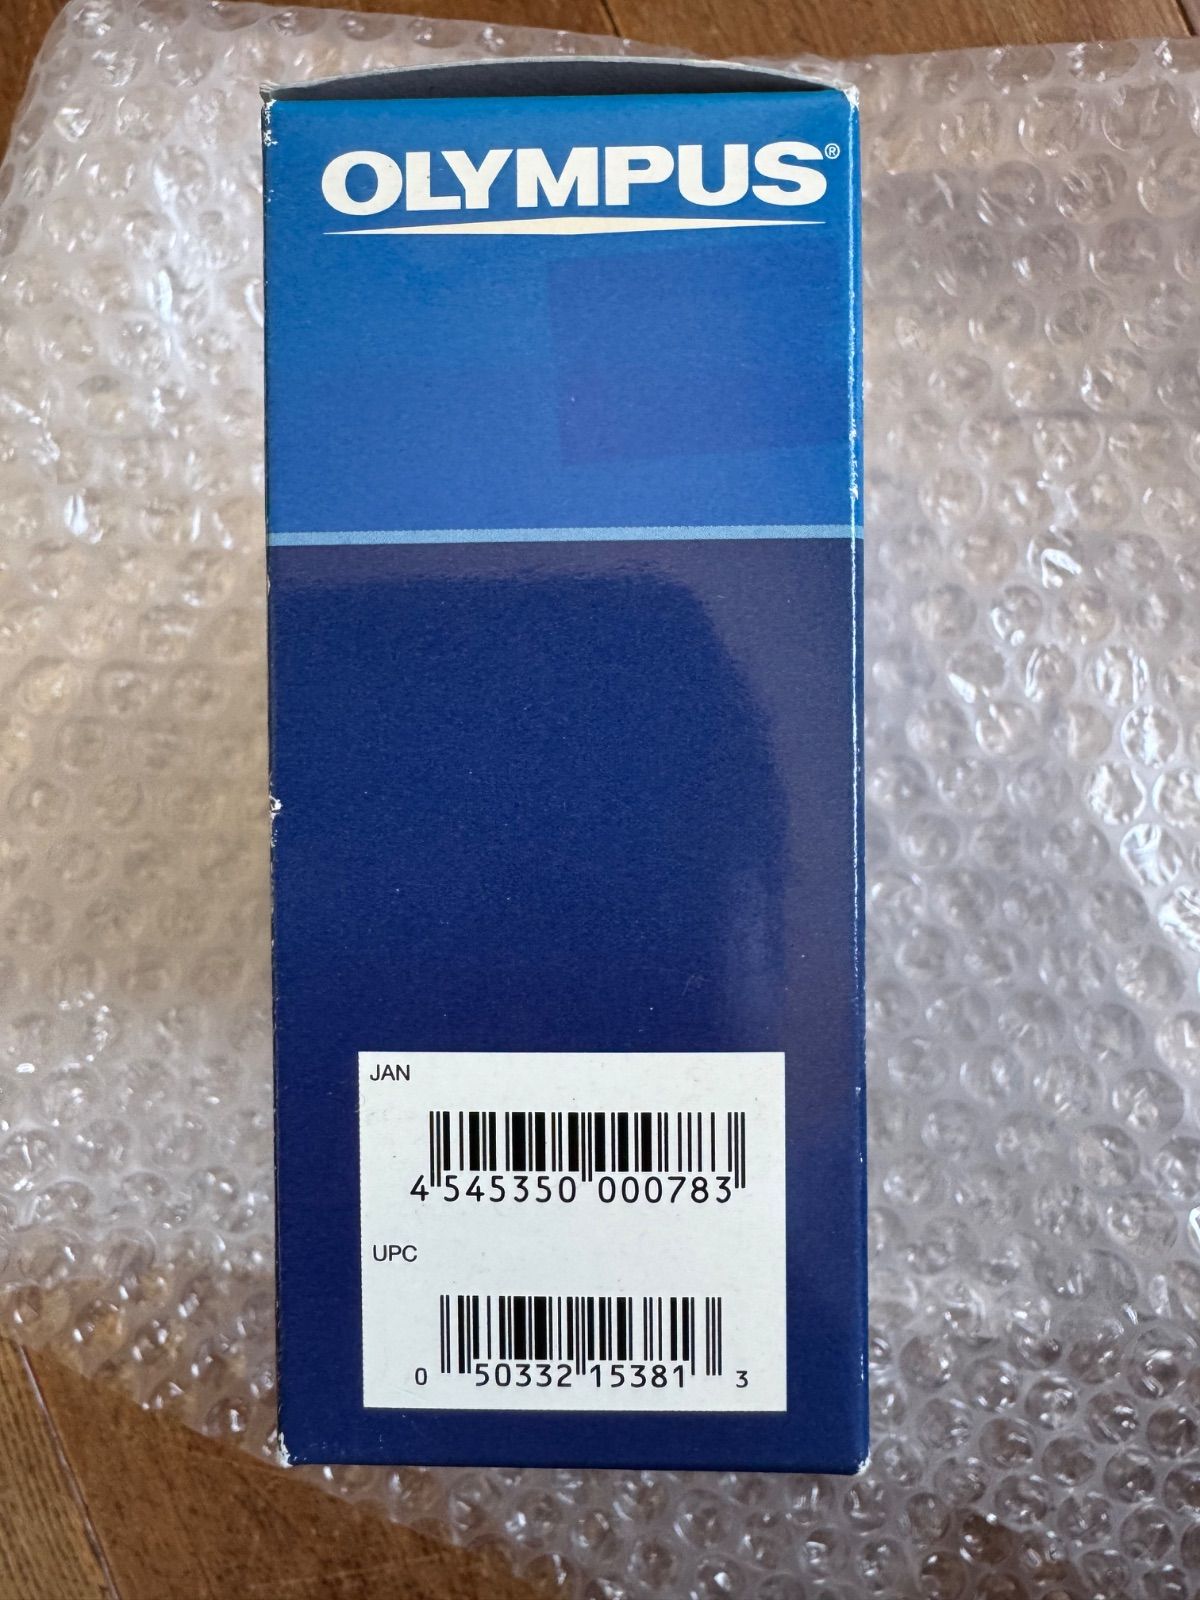 OLYMPUS®
JAN
4 545350 000783
UPC
0 50332 15381 3